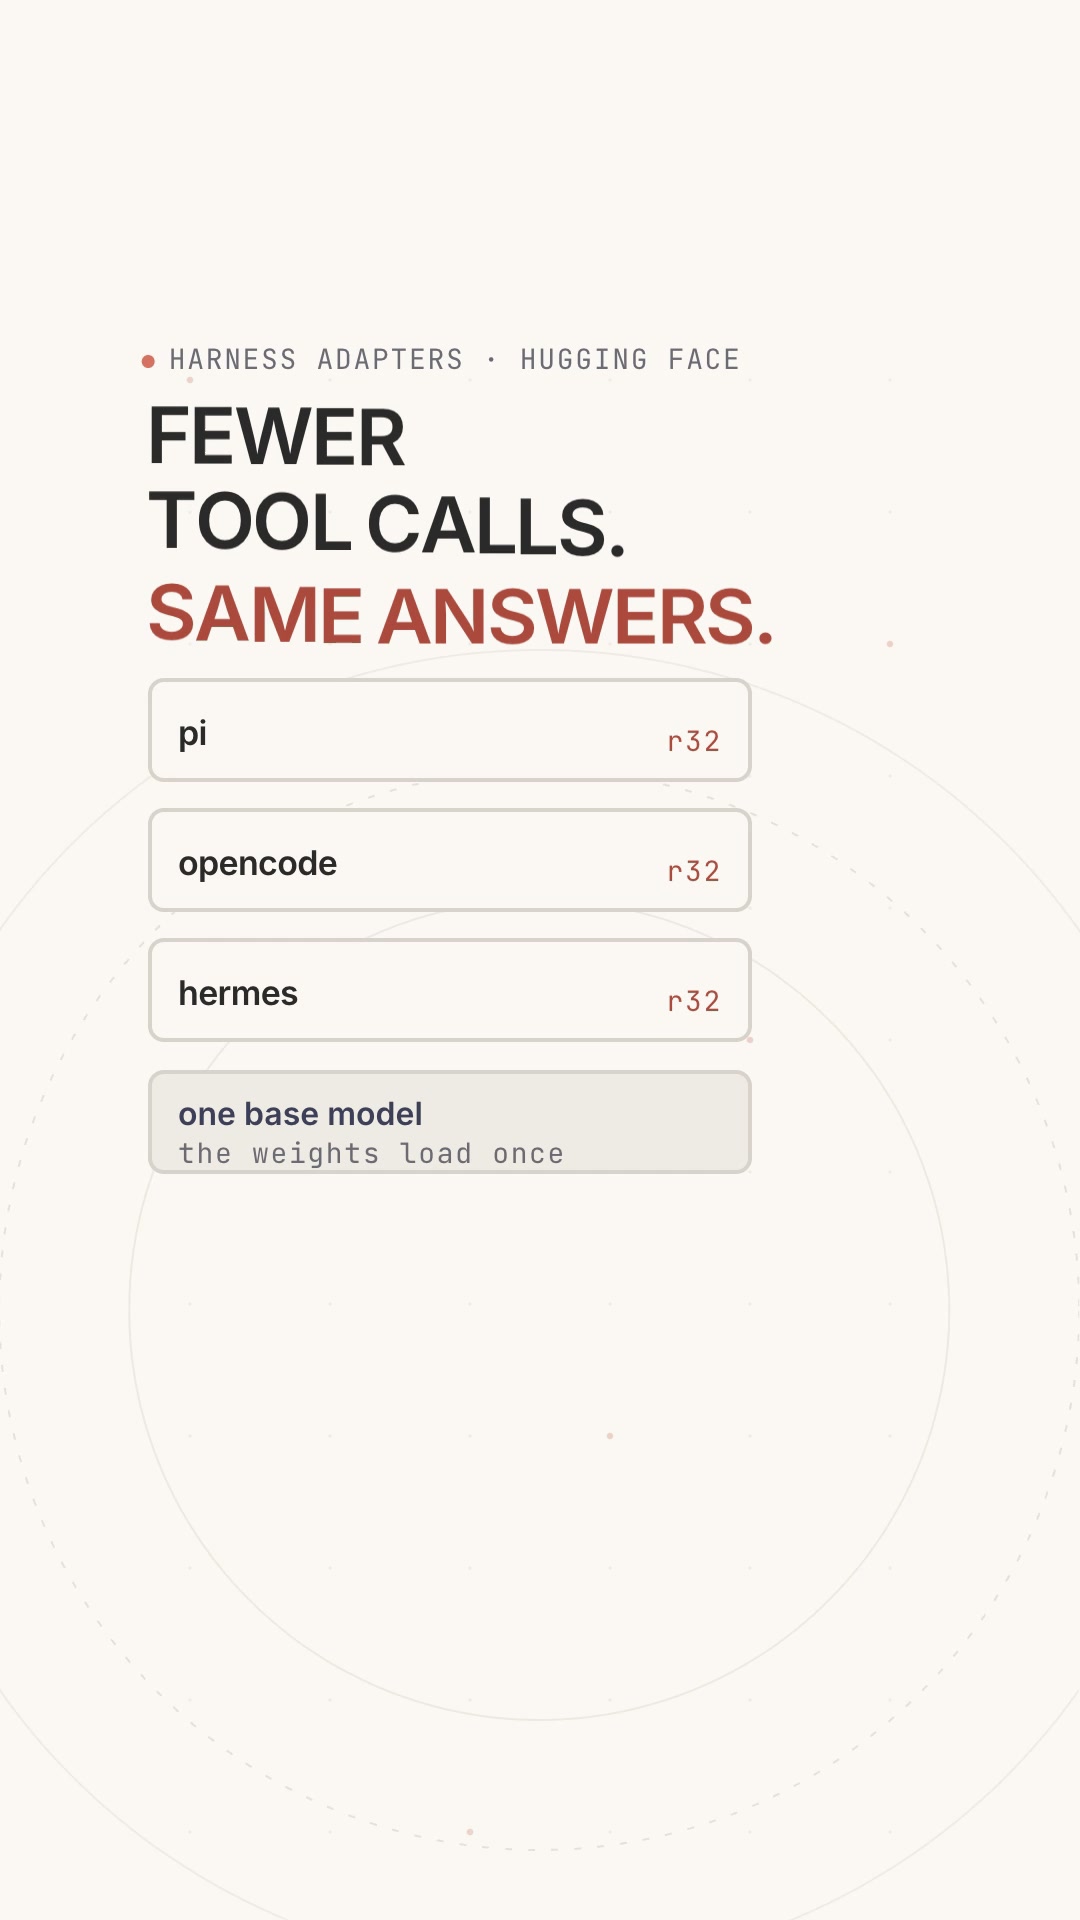 HARNESS ADAPTERS · HUGGING FACE
FEWER
TOOL CALLS.
SAME ANSWERS.
pi r32
opencode r32
hermes r32
one base model
the weights load once